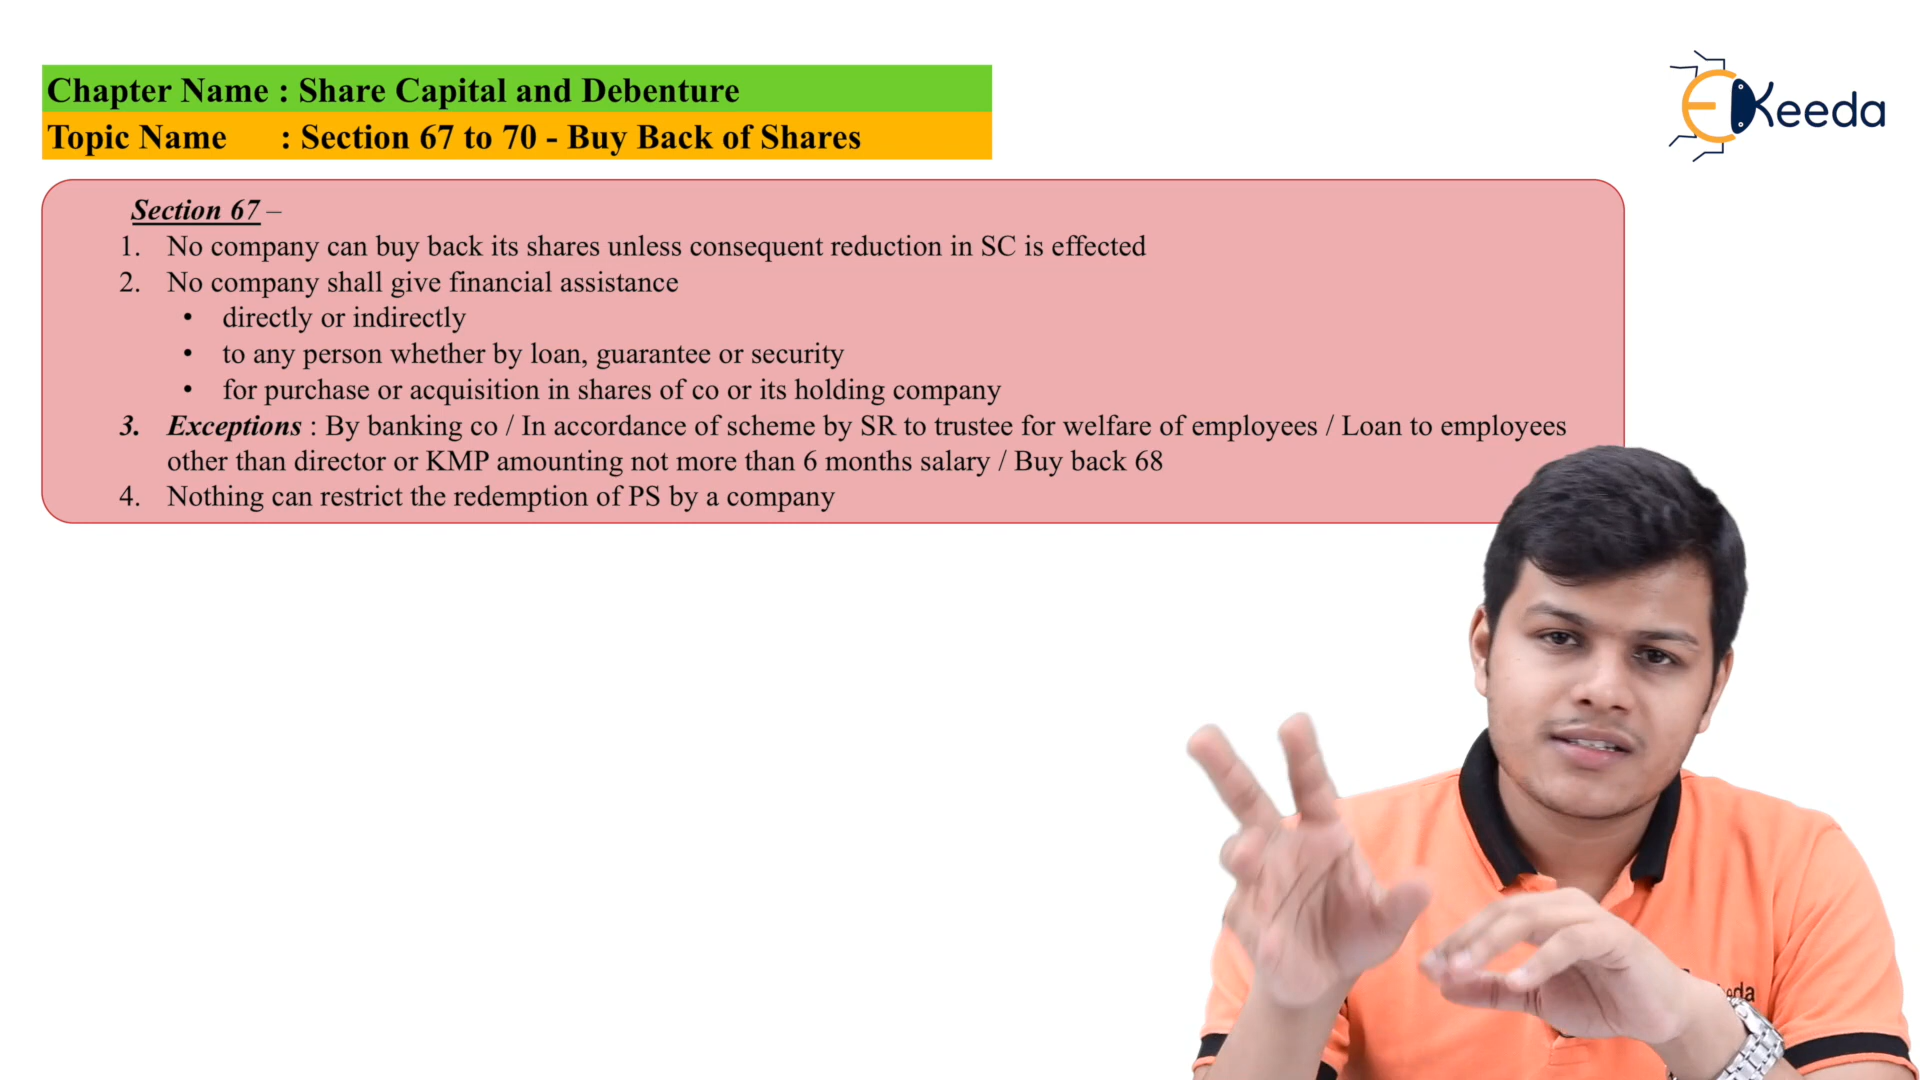 Chapter Name : Share Capital and Debenture
Topic Name : Section 67 to 70 - Buy Back of Shares
EKeeda
Section 67 –
1. No company can buy back its shares unless consequent reduction in SC is effected
2. No company shall give financial assistance
• directly or indirectly
• to any person whether by loan, guarantee or security
• for purchase or acquisition in shares of co or its holding company
3. Exceptions : By banking co / In accordance of scheme by SR to trustee for welfare of employees / Loan to employees
other than director or KMP amounting not more than 6 months salary / Buy back 68
4. Nothing can restrict the redemption of PS by a company